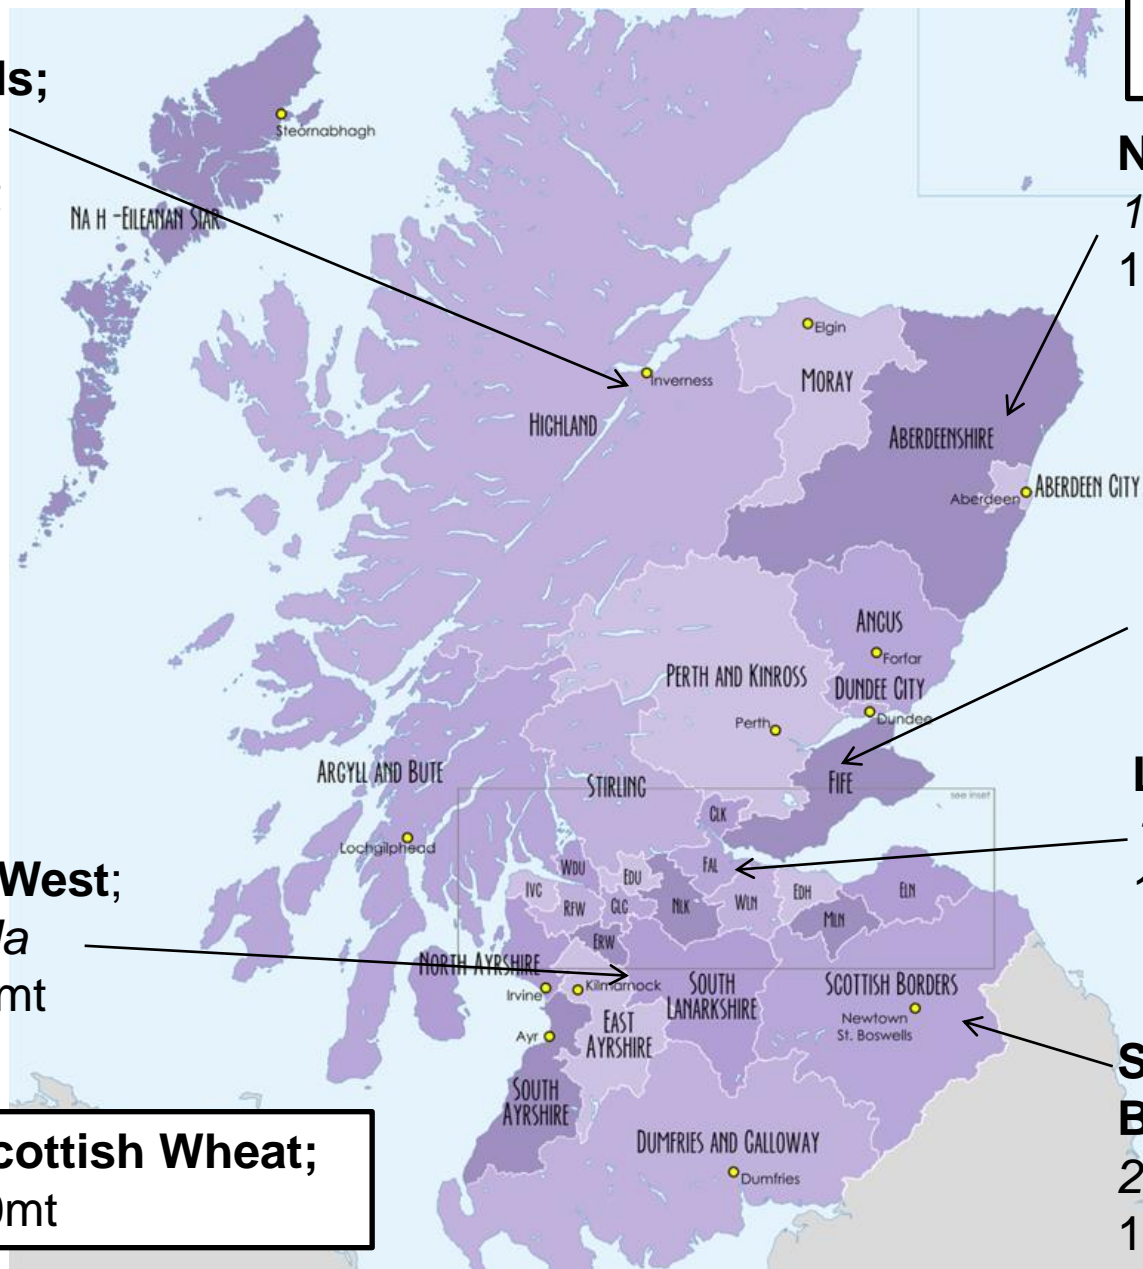 Steòrnabhagh
NA H -EILEANAN SIAR
Elgin
Inverness
MORAY
HIGHLAND
ABERDEENSHIRE
Aberdeen
ABERDEEN CITY
ANGUS
Forfar
PERTH AND KINROSS
DUNDEE CITY
Perth
Dundee
ARGYLL AND BUTE
STIRLING
FIFE
see inset
CLK
Lochgilphead
WDU
EDU
FAL
IVC
RFW
GLC
NLK
WLN
EDH
ELN
MLN
West;
mt
ERW
NORTH AYRSHIRE
Irvine
Kilmarnock
SOUTH
LANARKSHIRE
SCOTTISH BORDERS
Newtown
St. Boswells
Ayr
EAST
AYRSHIRE
SOUTH
AYRSHIRE
cottish Wheat;
0mt
DUMFRIES AND GALLOWAY
Dumfries
N
1
1
L
1
S
B
2
1